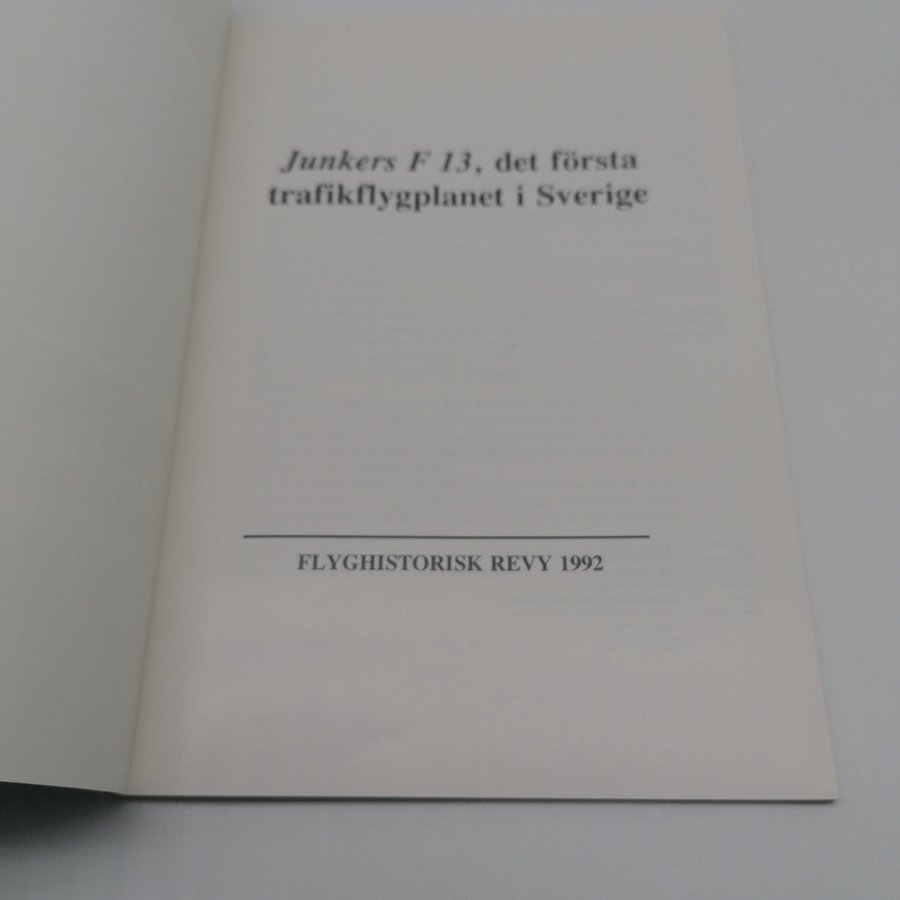 Junkers F 13, det första
trafikflygplanet i Sverige
FLYGHISTORISK REVY 1992